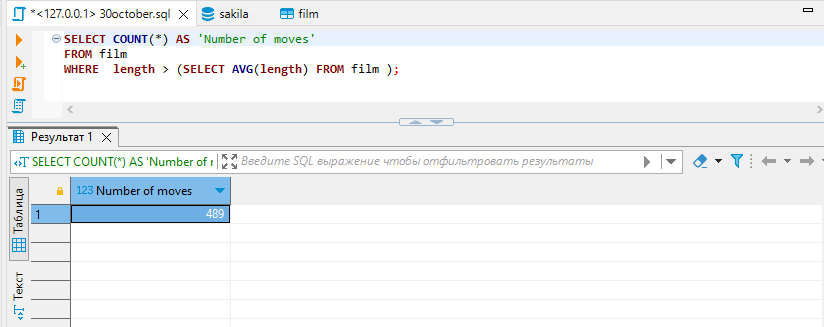 *<127.0.0.1> 30october.sql sakila film
SELECT COUNT(*) AS 'Number of moves'
FROM film
WHERE length > (SELECT AVG(length) FROM film );
Результат 1
SELECT COUNT(*) AS 'Number of r Введите SQL выражение чтобы отфильтровать результаты
Таблица
Текст
123 Number of moves
1 489